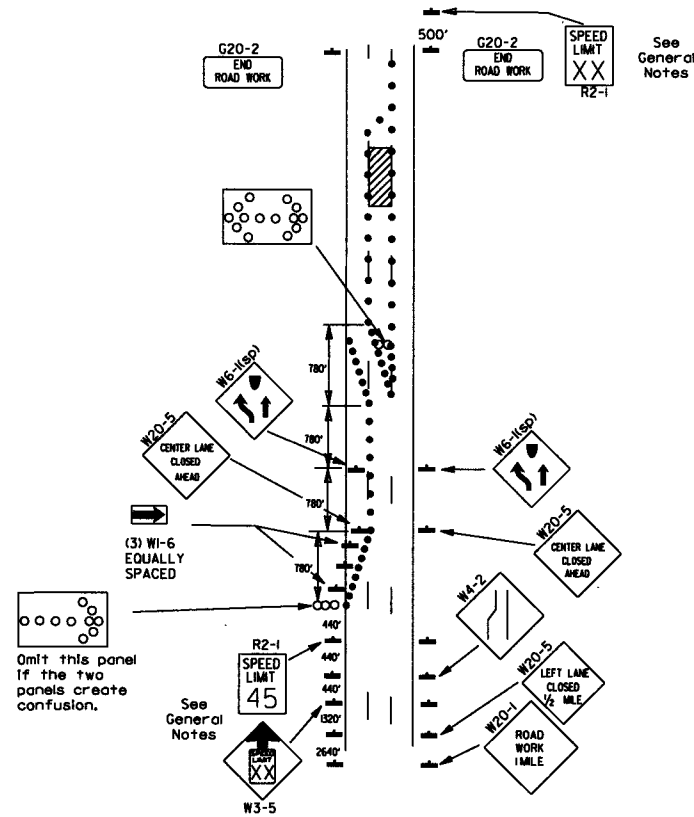 500'
G20-2
END
ROAD WORK
G20-2
END
ROAD WORK
SPEED
LIMIT
XX
R2-1
See
General
Notes
780'
W6-1(sp)
780'
W20-5
CENTER LANE
CLOSED
AHEAD
W6-1(sp)
780'
W20-5
CENTER LANE
CLOSED
AHEAD
(3) W1-6
EQUALLY
SPACED
780'
Omit this panel
if the two
panels create
confusion.
440'
R2-1
SPEED
LIMIT
45
440'
W4-2
440'
See
General
Notes
W20-5
LEFT LANE
CLOSED
1/2 MILE
1320'
W20-1
ROAD
WORK
1 MILE
2640'
SPEED
LIMIT
XX
W3-5